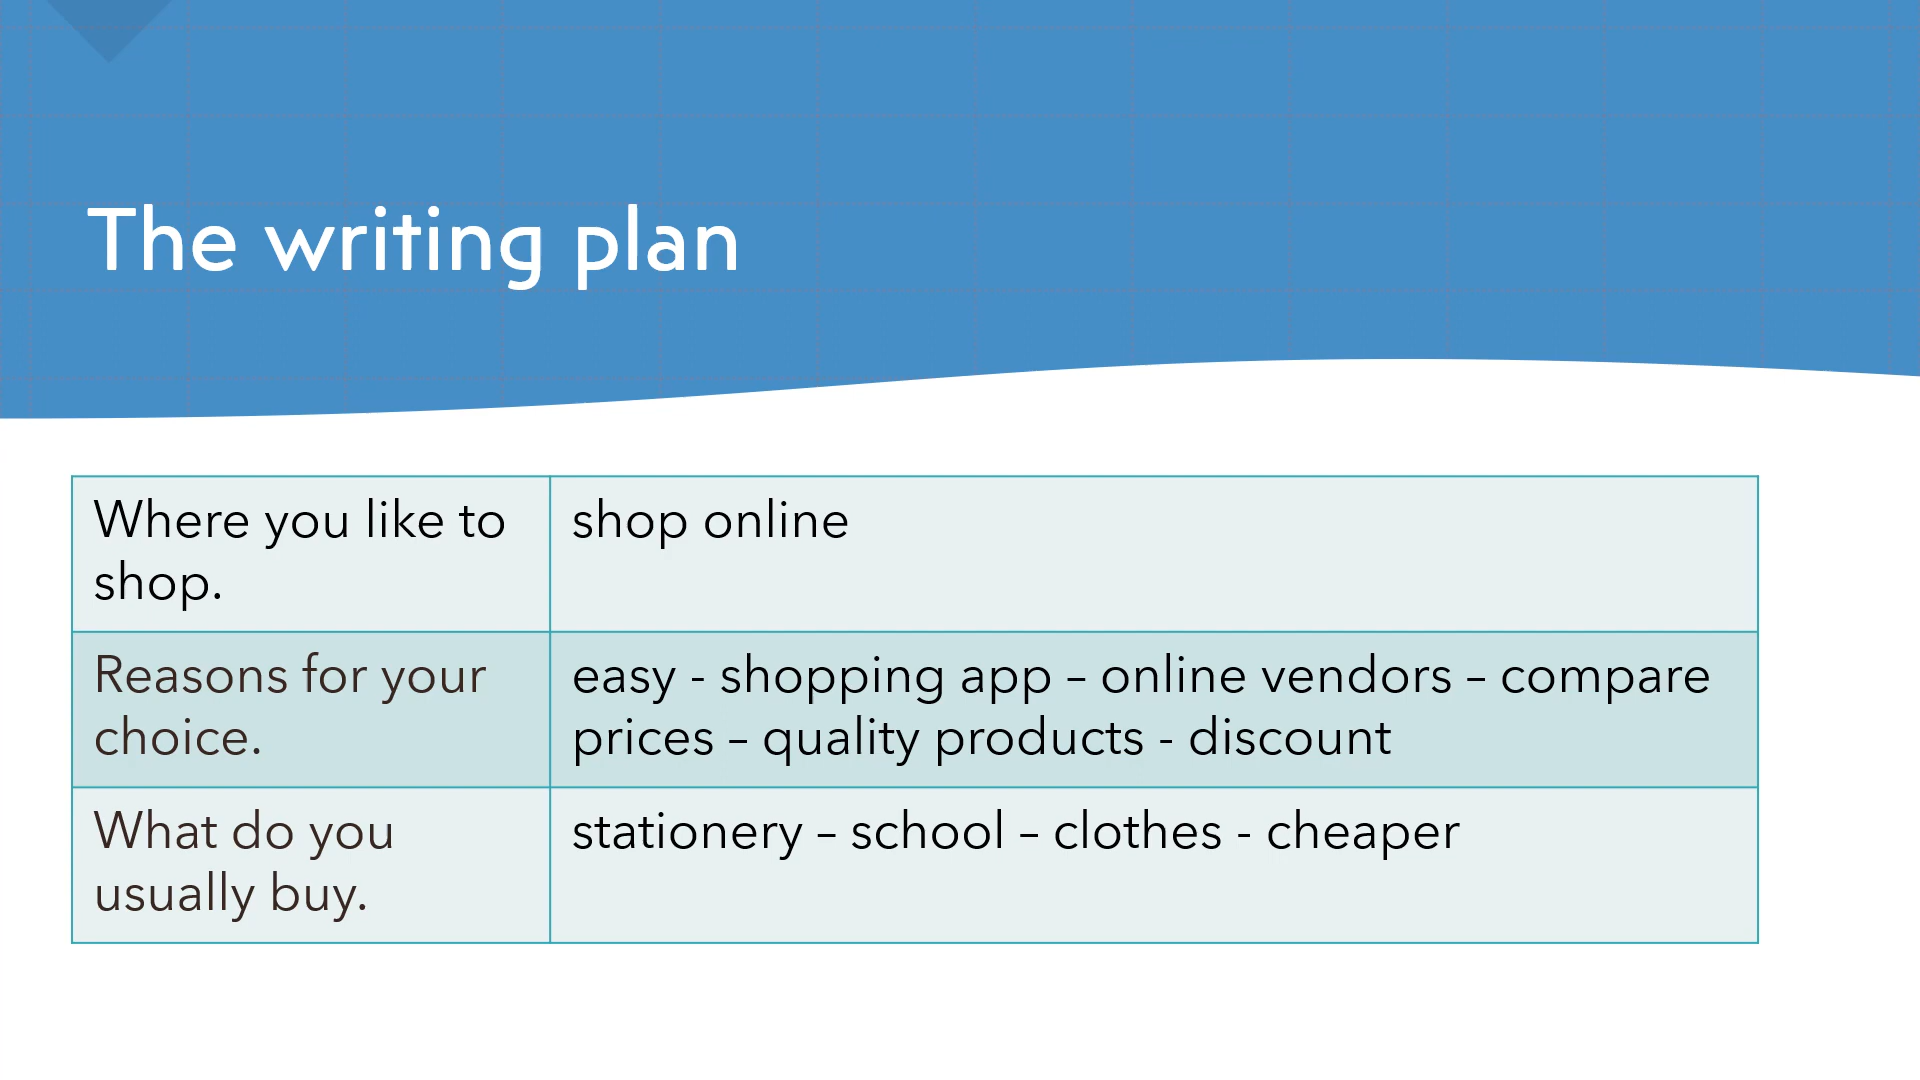 The writing plan
Where you like to
shop.
shop online
Reasons for your
choice.
easy - shopping app – online vendors – compare
prices – quality products - discount
What do you
usually buy.
stationery – school – clothes - cheaper